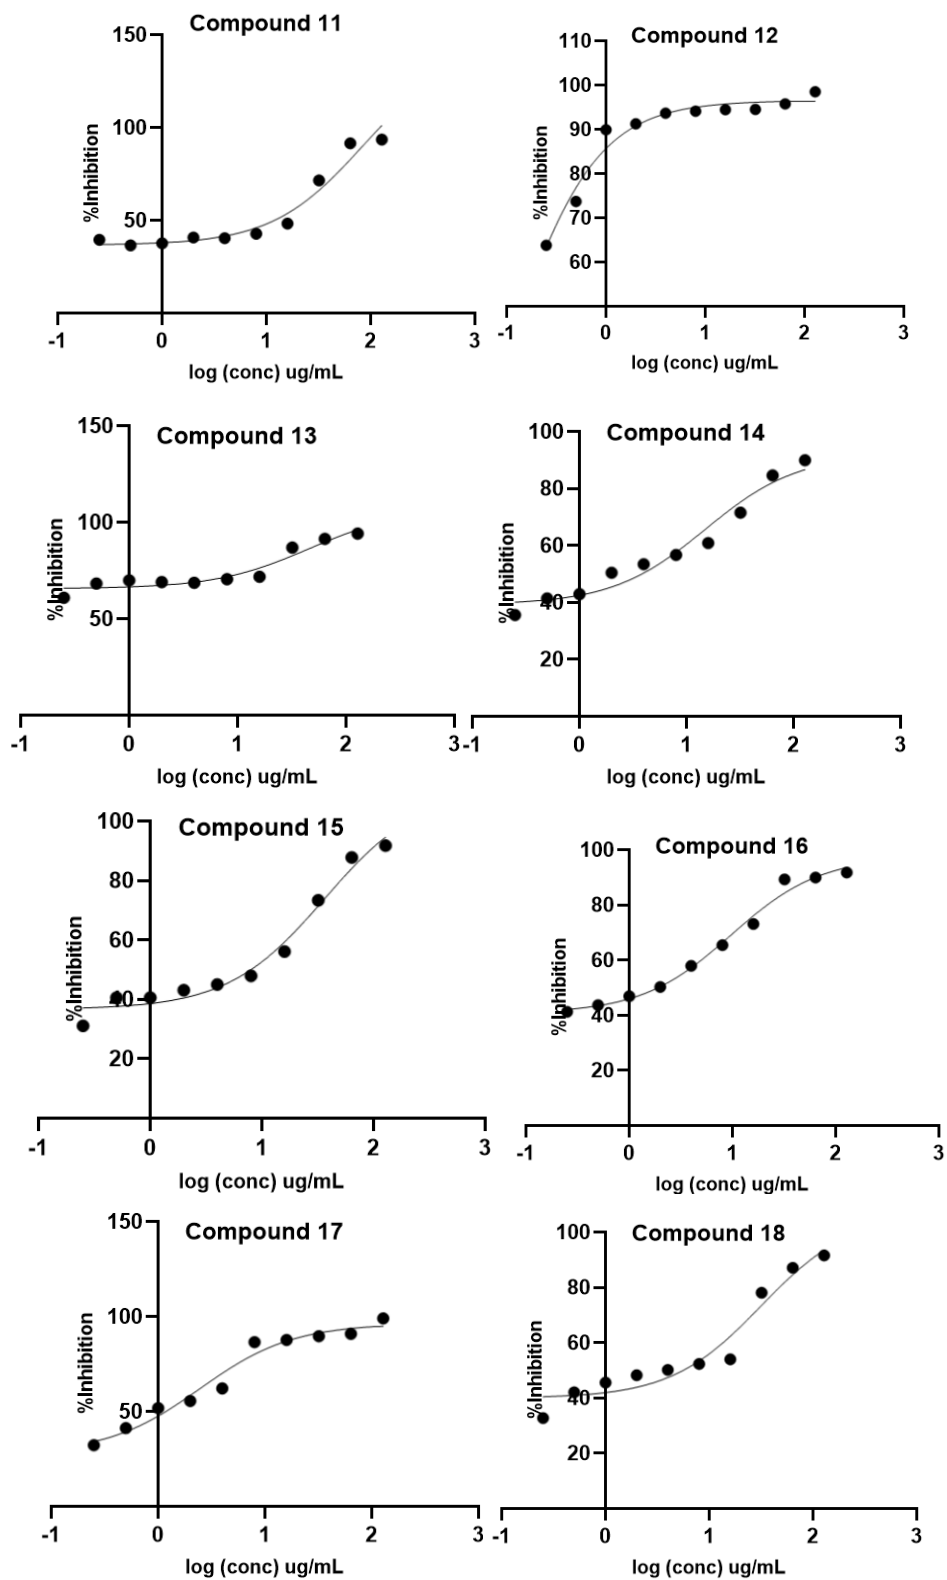 Compound 11
150
100
50
%Inhibition
-1 0 1 2 3
log (conc) ug/mL
Compound 12
110
100
90
80
70
60
%Inhibition
-1 0 1 2 3
log (conc) ug/mL
Compound 13
150
100
50
%Inhibition
-1 0 1 2 3
log (conc) ug/mL
Compound 14
100
80
60
40
20
%Inhibition
-1 0 1 2 3
log (conc) ug/mL
Compound 15
100
80
60
40
20
%Inhibition
-1 0 1 2 3
log (conc) ug/mL
Compound 16
100
80
60
40
20
%Inhibition
-1 0 1 2 3
log (conc) ug/mL
Compound 17
150
100
50
%Inhibition
-1 0 1 2 3
log (conc) ug/mL
Compound 18
100
80
60
40
20
%Inhibition
-1 0 1 2 3
log (conc) ug/mL